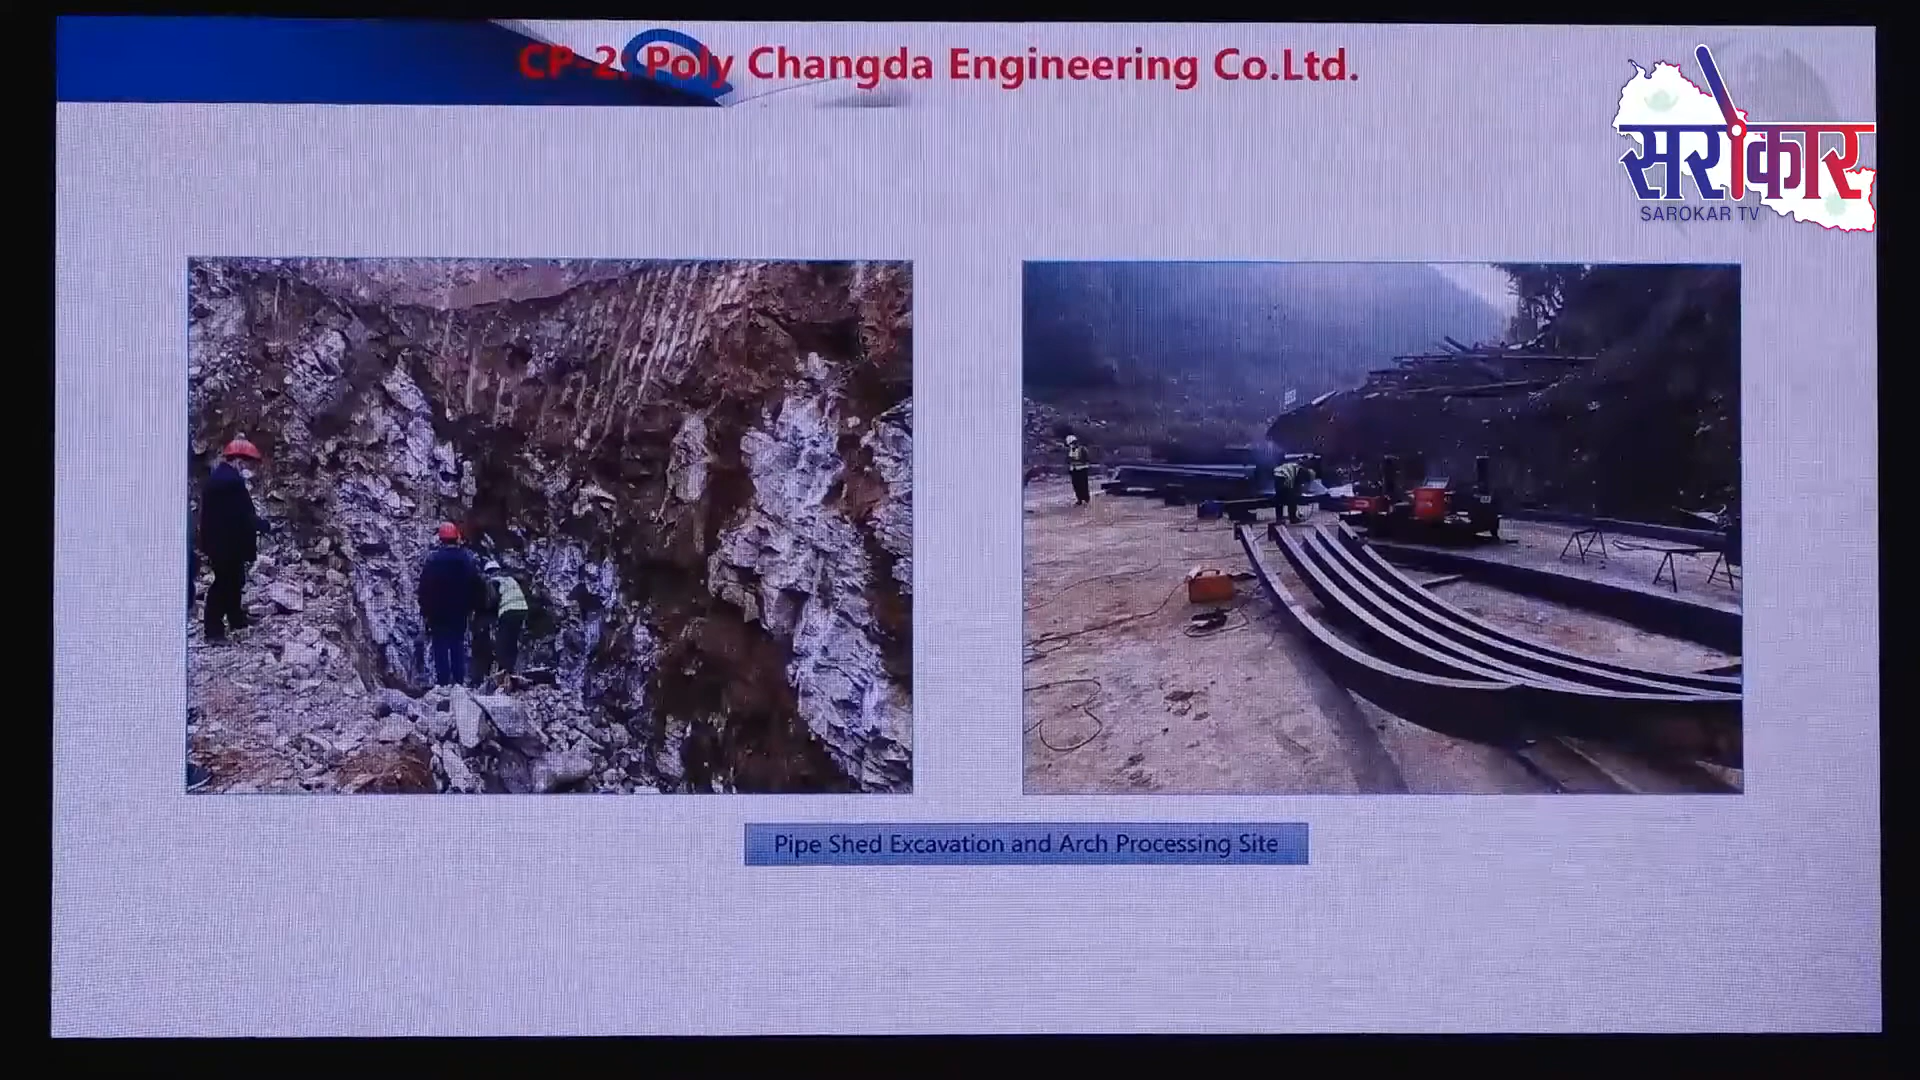 CP-2: Poly Changda Engineering Co.Ltd.
सरोकार
SAROKAR TV
Pipe Shed Excavation and Arch Processing Site